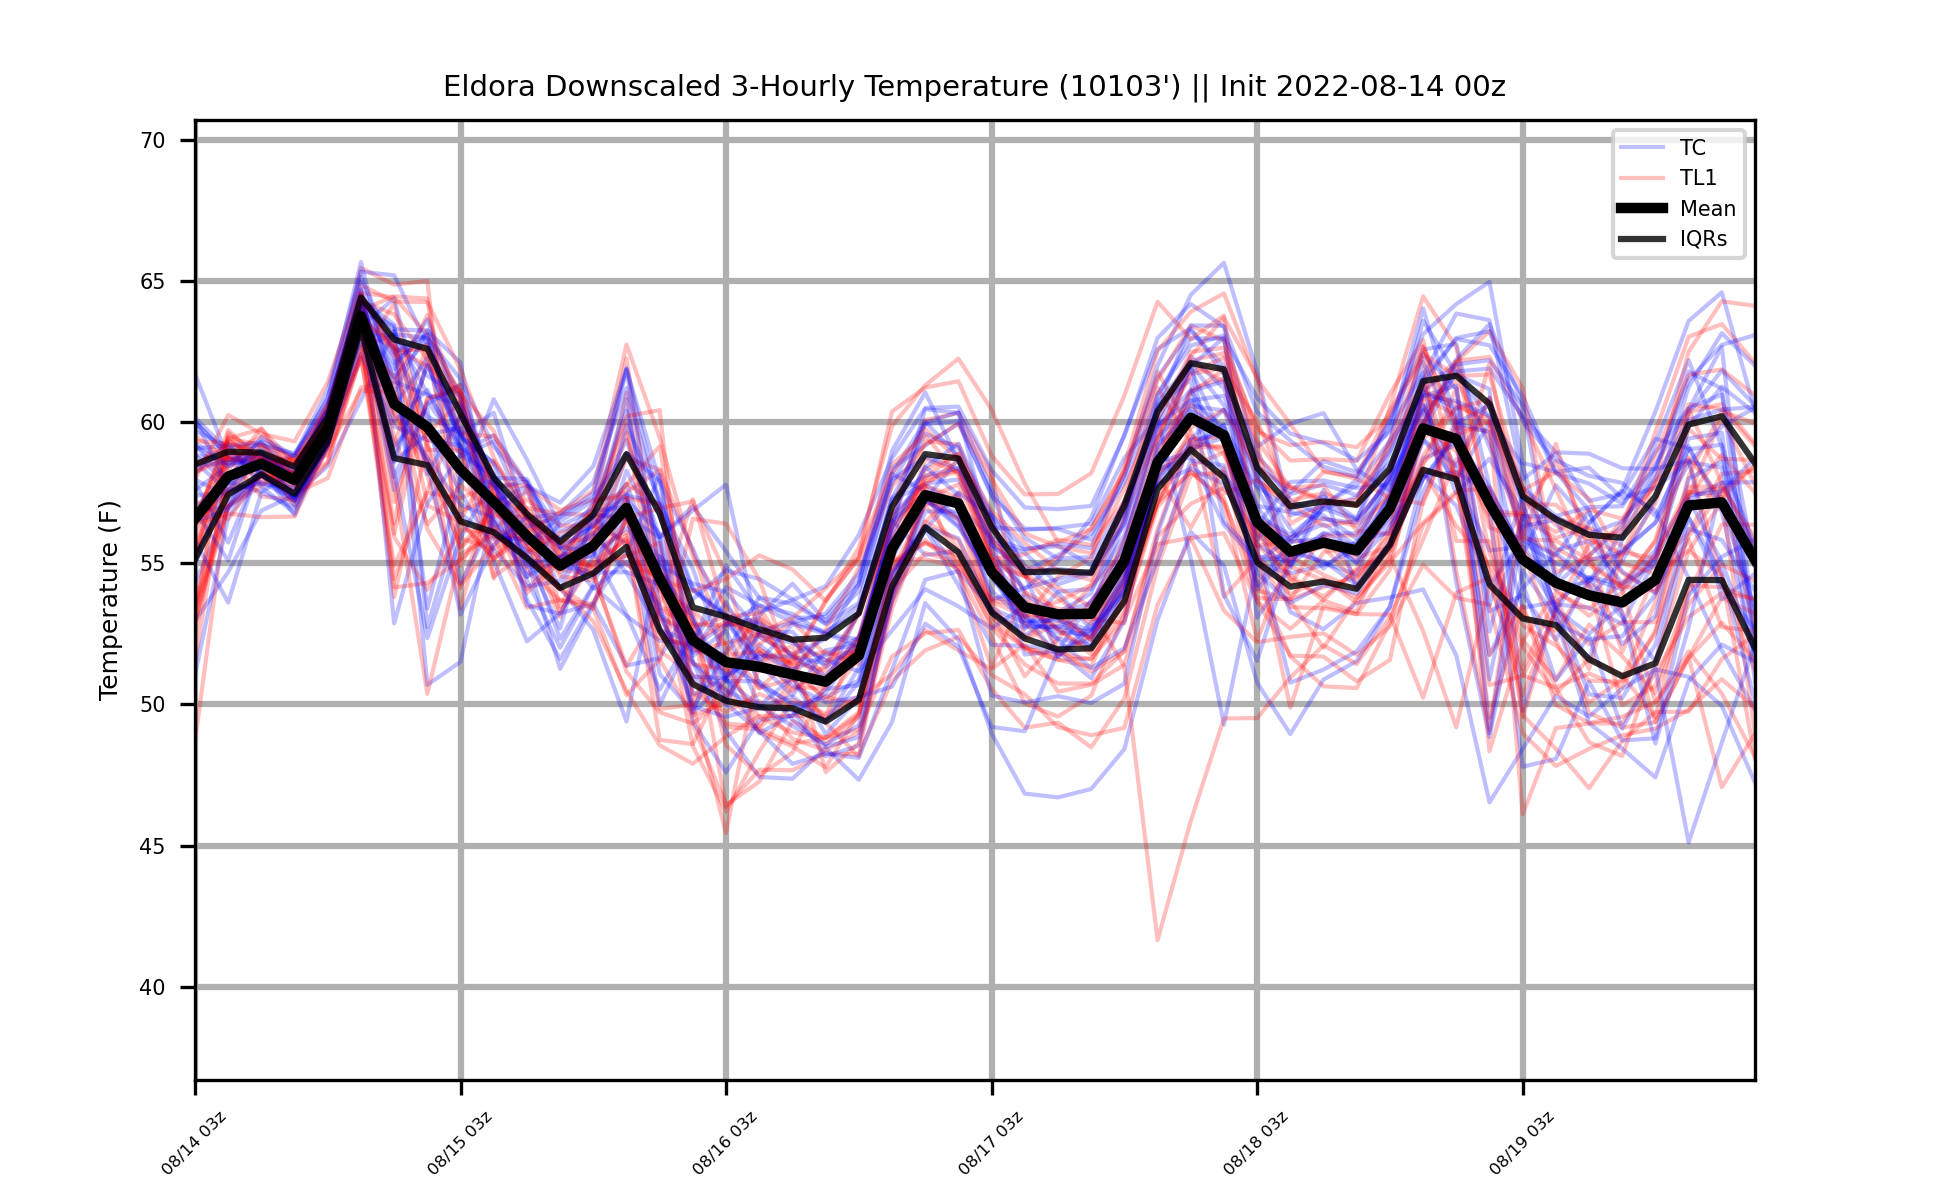 Eldora Downscaled 3-Hourly Temperature (10103') || Init 2022-08-14 00z
TC
TL1
Mean
IQRs
Temperature (F)
70
65
60
55
50
45
40
08/14 03z
08/15 03z
08/16 03z
08/17 03z
08/18 03z
08/19 03z